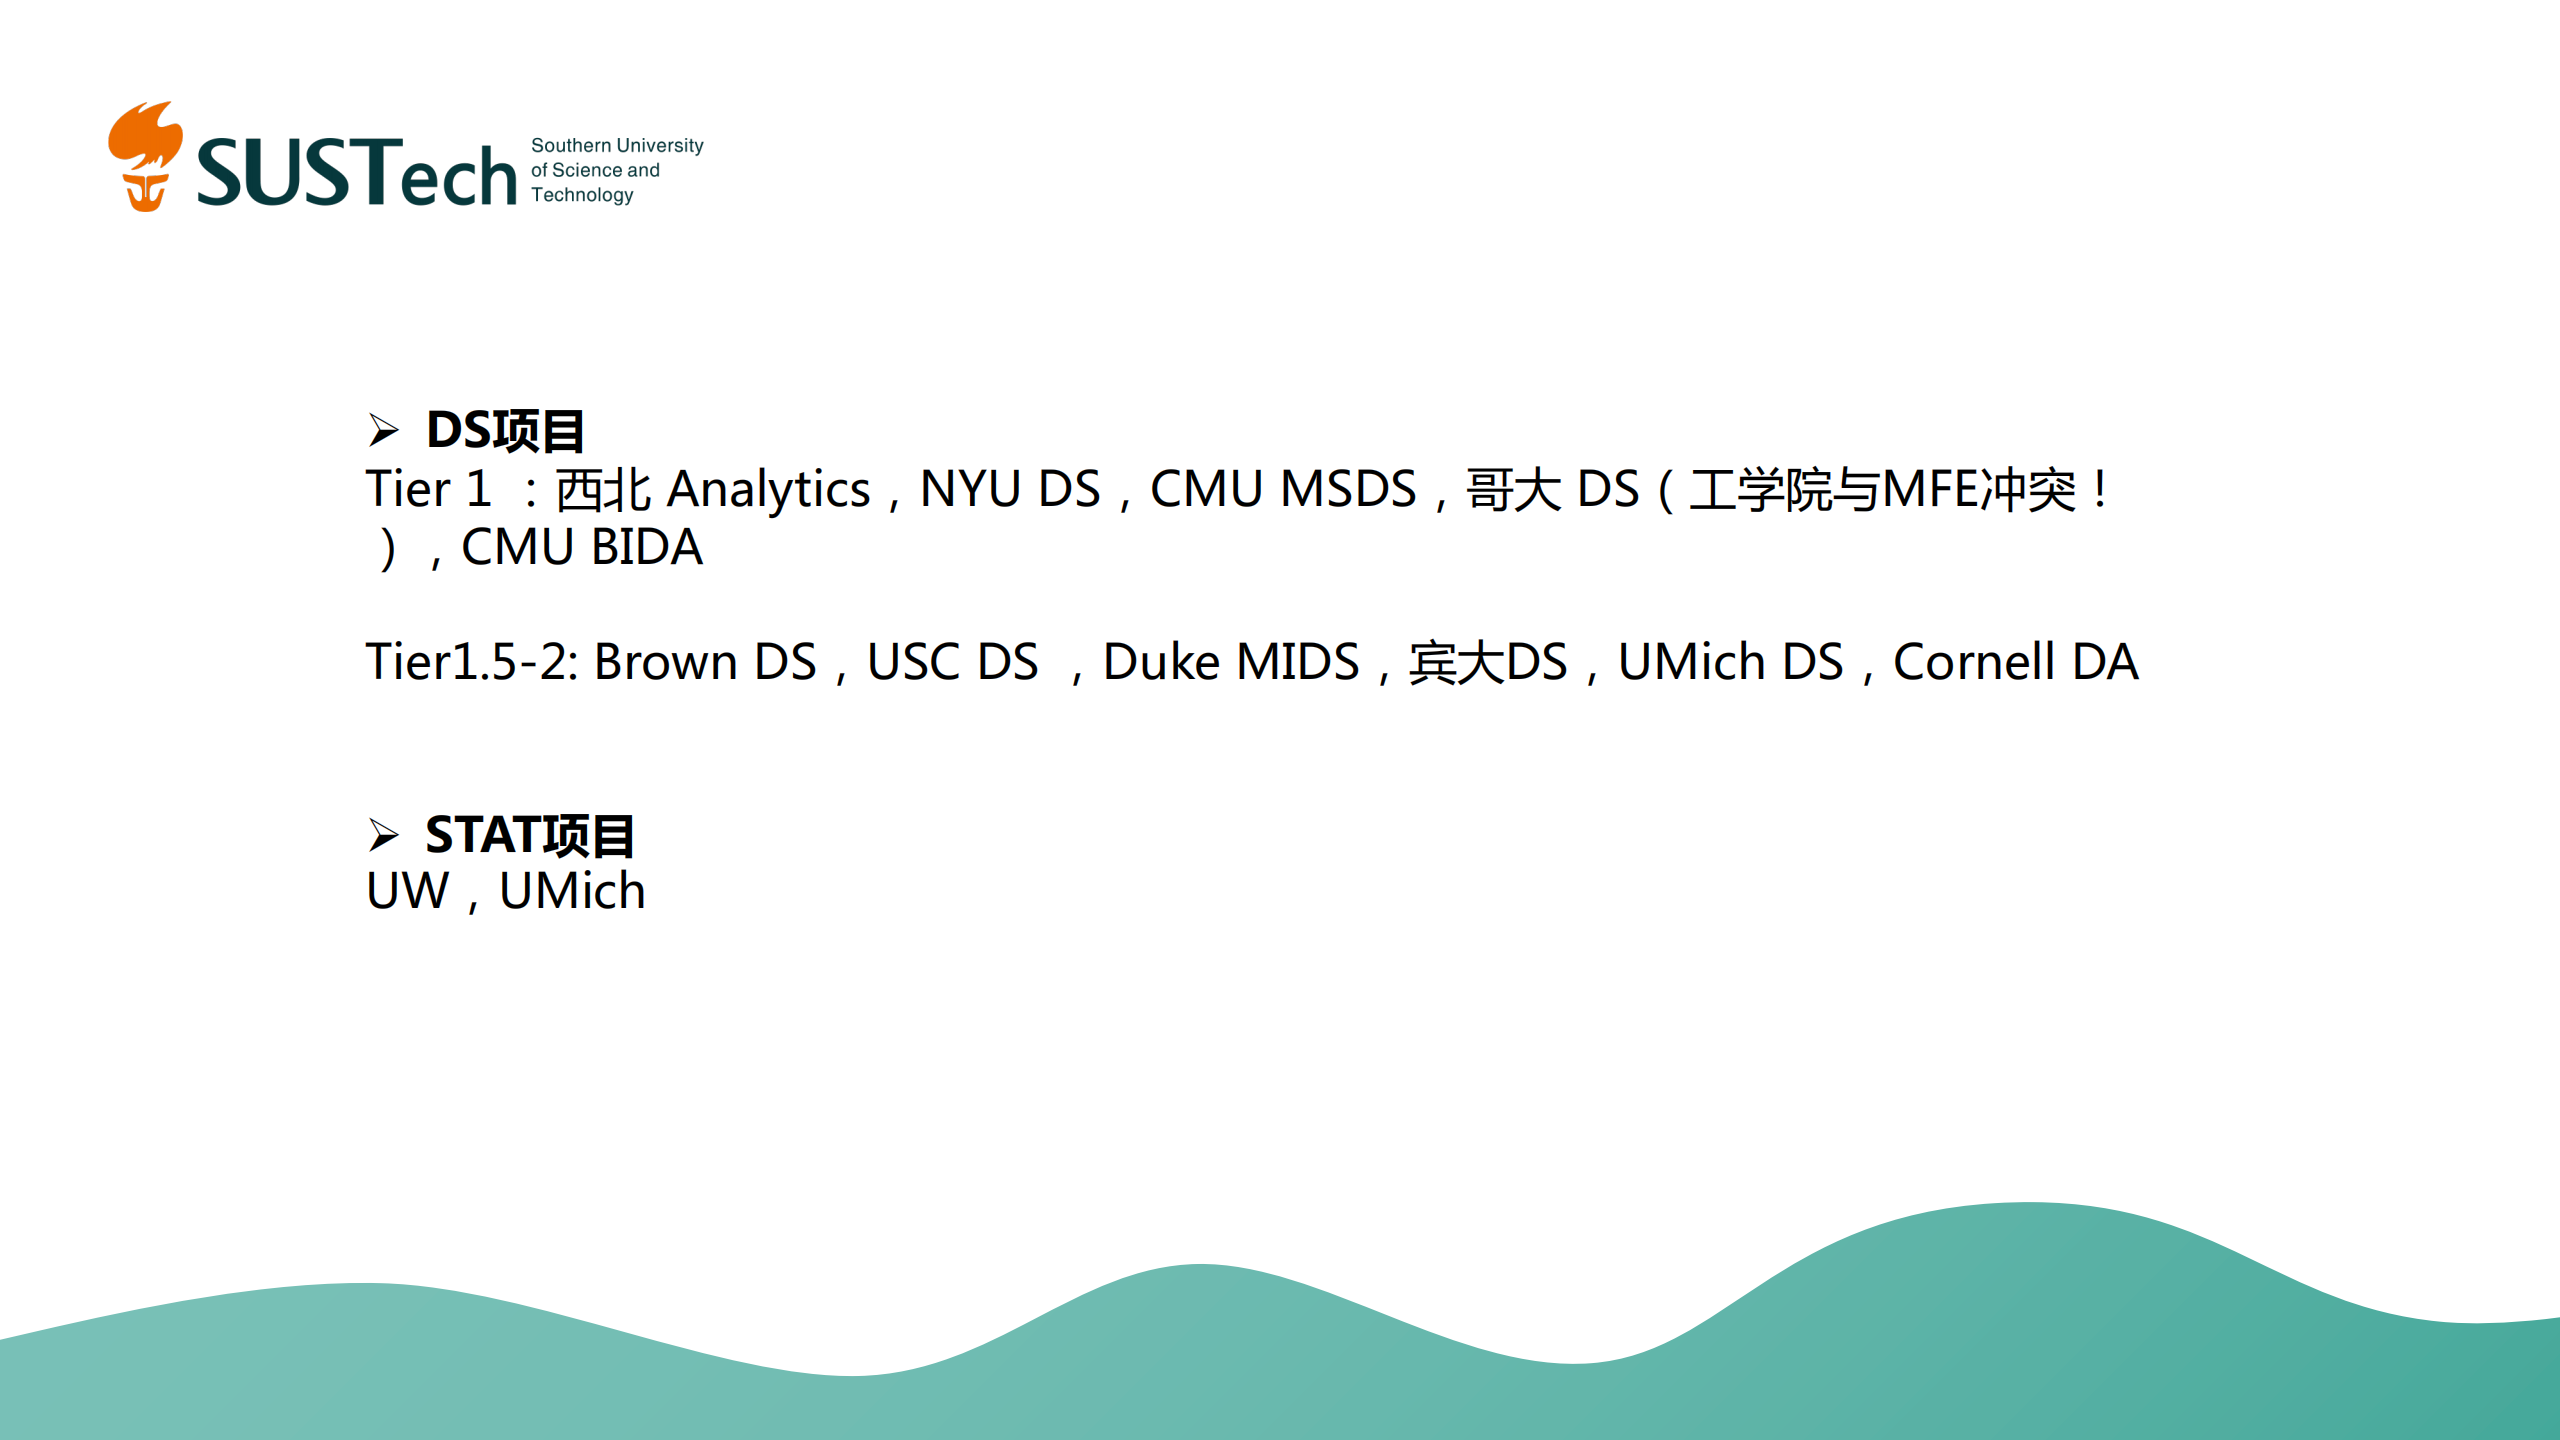 SUSTech
Southern University
of Science and
Technology
➢ DS项目
Tier 1 ：西北 Analytics，NYU DS，CMU MSDS，哥大 DS（工学院与MFE冲突！
），CMU BIDA
Tier1.5-2: Brown DS，USC DS ，Duke MIDS，宾大DS，UMich DS，Cornell DA
➢ STAT项目
UW，UMich